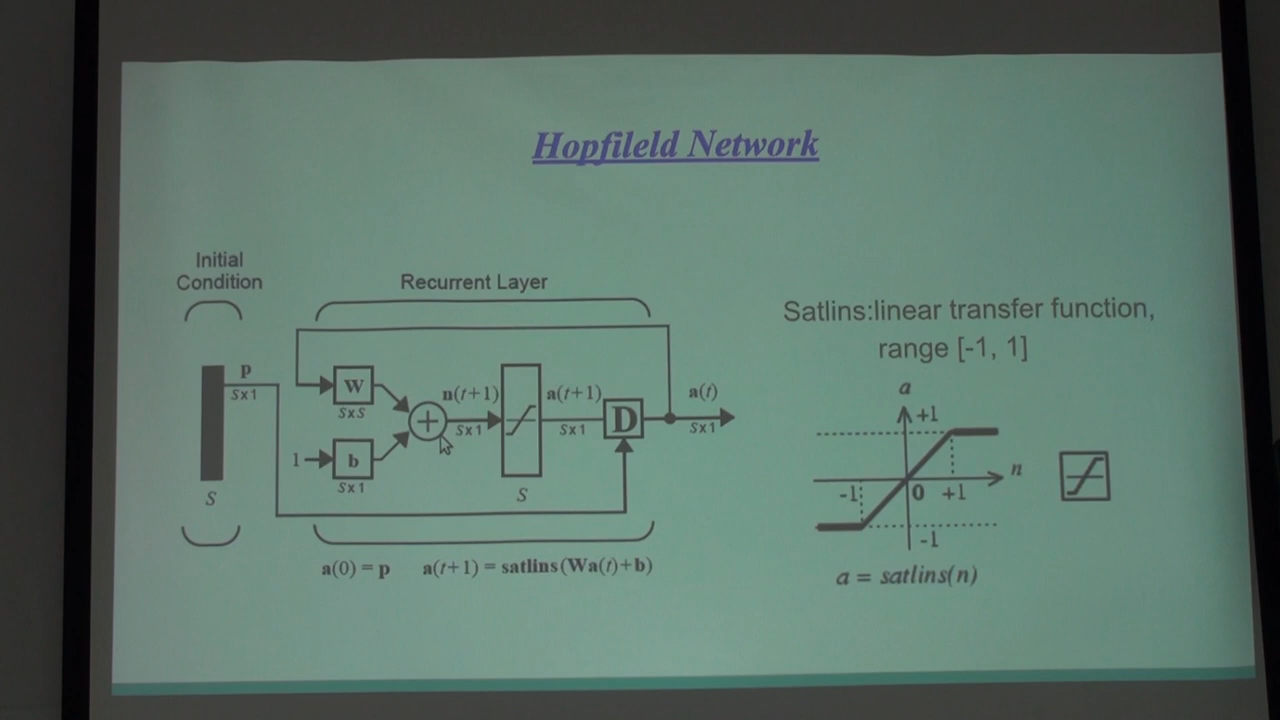 Hopfileld Network
Initial
Condition
Recurrent Layer
p
Sx1
S
W
SxS
1
b
Sx1
n(t+1)
Sx1
S
a(t+1)
Sx1
D
a(t)
Sx1
a(0) = p a(t+1) = satlins(Wa(t)+b)
Satlins:linear transfer function,
range [-1, 1]
a
+1
n
-1 0 +1
-1
a = satlins(n)